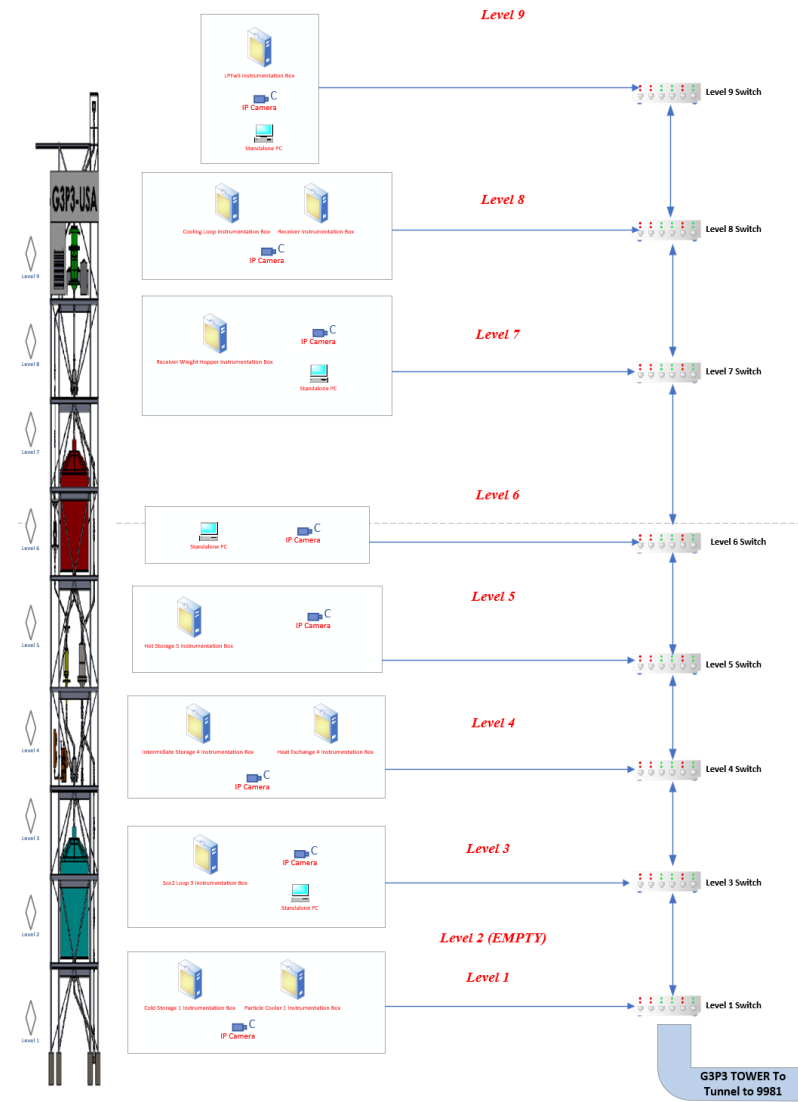 Level 9
LPFwS Instrumentation Box
C
IP Camera
Standalone PC
Level 9 Switch
G3P3-USA
Level 8
Cooling Loop Instrumentation Box
Receiver Instrumentation Box
C
IP Camera
Level 8 Switch
Level 9
Level 7
Receiver Weight Hopper Instrumentation Box
C
IP Camera
Standalone PC
Level 7 Switch
Level 8
Level 7
Level 6
Standalone PC
C
IP Camera
Level 6 Switch
Level 6
Level 5
Hot Storage 5 Instrumentation Box
C
IP Camera
Level 5 Switch
Level 5
Level 4
Intermidiate Storage 4 Instrumentation Box
Heat Exchange 4 Instrumentation Box
C
IP Camera
Level 4 Switch
Level 4
Level 3
Sco2 Loop 3 Instrumentation Box
C
IP Camera
Standalone PC
Level 3 Switch
Level 3
Level 2 (EMPTY)
Level 2
Level 1
Cold Storage 1 Instrumentation Box
Particle Cooler 1 Instrumentation Box
C
IP Camera
Level 1 Switch
Level 1
G3P3 TOWER To
Tunnel to 9981